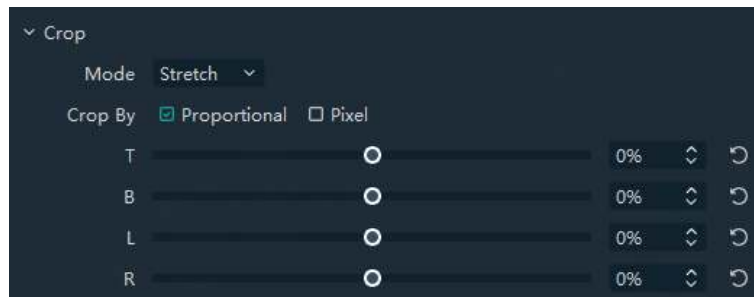 Crop
Mode Stretch
Crop By Proportional Pixel
T 0%
B 0%
L 0%
R 0%